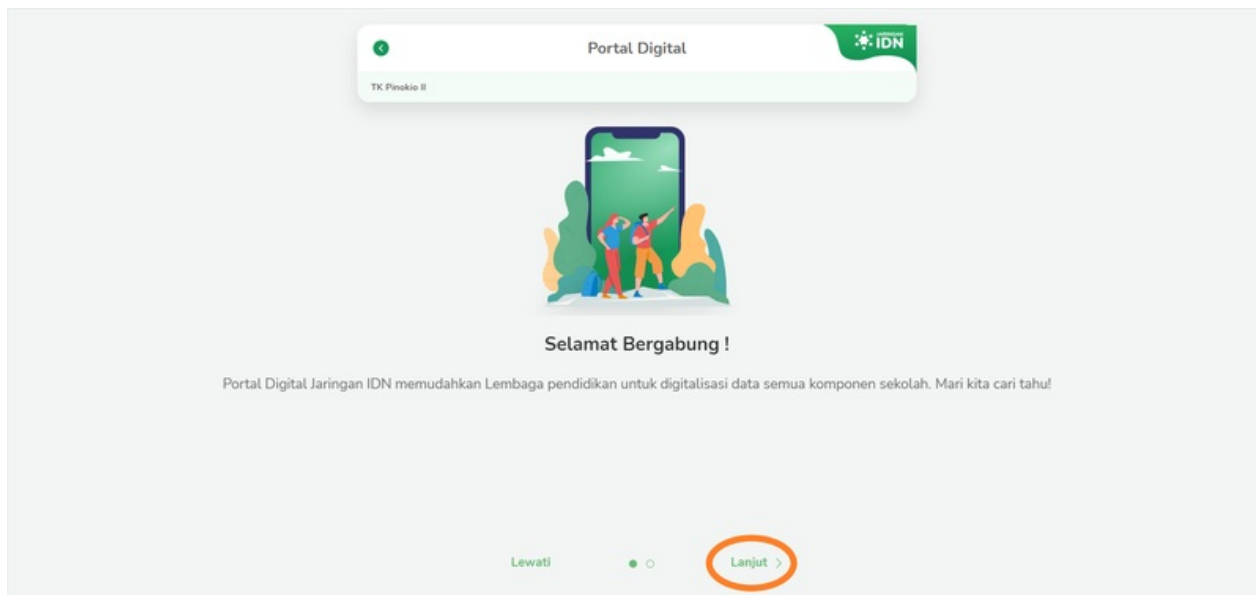 Portal Digital
JARINGAN
IDN
TK Pinokio II
Selamat Bergabung !
Portal Digital Jaringan IDN memudahkan Lembaga pendidikan untuk digitalisasi data semua komponen sekolah. Mari kita cari tahu!
Lewati
Lanjut